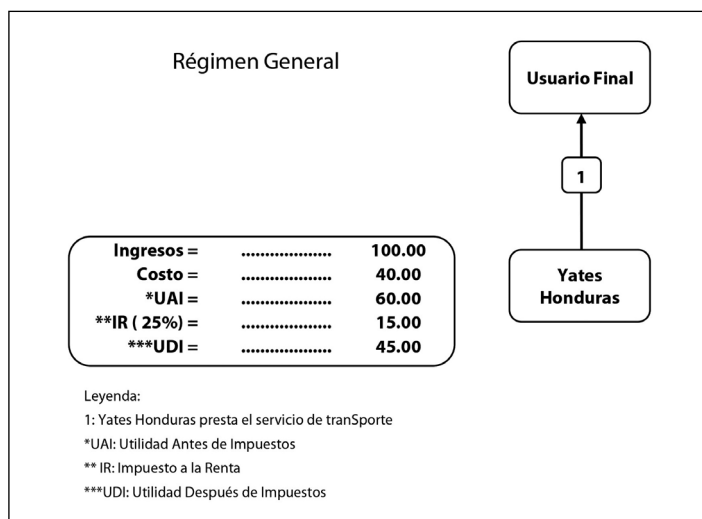 Régimen General
Usuario Final
1
Yates
Honduras
Ingresos = ................... 100.00
Costo = ................... 40.00
*UAI = ................... 60.00
**IR ( 25%) = ................... 15.00
***UDI = ................... 45.00
Leyenda:
1: Yates Honduras presta el servicio de tranSporte
*UAI: Utilidad Antes de Impuestos
** IR: Impuesto a la Renta
***UDI: Utilidad Después de Impuestos